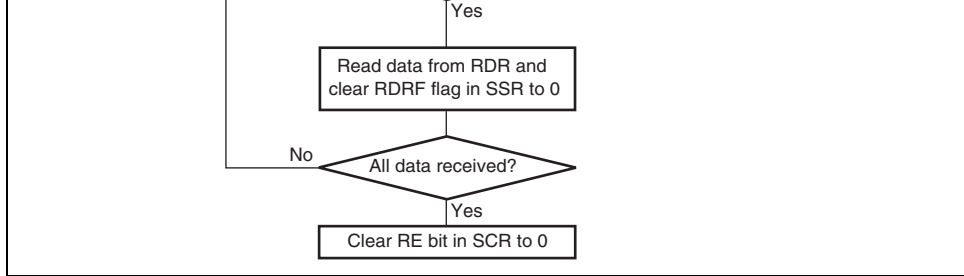 Yes
Read data from RDR and
clear RDRF flag in SSR to 0
No
All data received?
Yes
Clear RE bit in SCR to 0